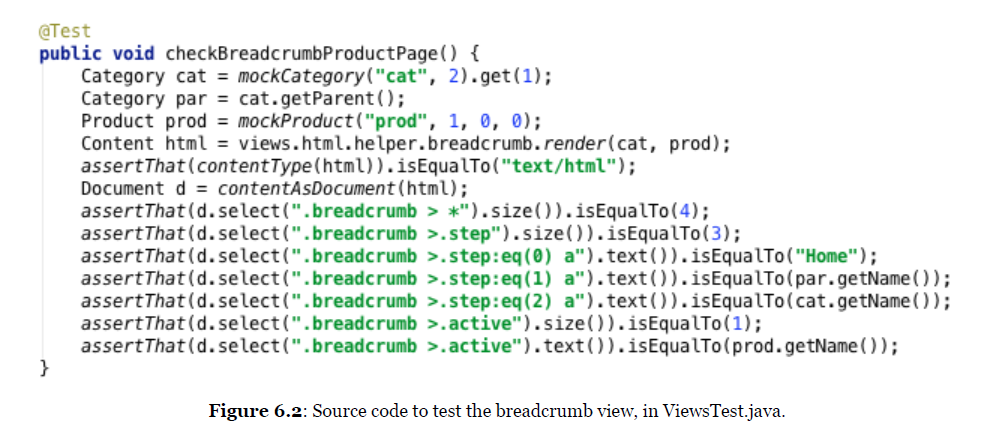 @Test
public void checkBreadcrumbProductPage() {
    Category cat = mockCategory("cat", 2).get(1);
    Category par = cat.getParent();
    Product prod = mockProduct("prod", 1, 0, 0);
    Content html = views.html.helper.breadcrumb.render(cat, prod);
    assertThat(contentType(html)).isEqualTo("text/html");
    Document d = contentAsDocument(html);
    assertThat(d.select(".breadcrumb > *").size()).isEqualTo(4);
    assertThat(d.select(".breadcrumb >.step").size()).isEqualTo(3);
    assertThat(d.select(".breadcrumb >.step:eq(0) a").text()).isEqualTo("Home");
    assertThat(d.select(".breadcrumb >.step:eq(1) a").text()).isEqualTo(par.getName());
    assertThat(d.select(".breadcrumb >.step:eq(2) a").text()).isEqualTo(cat.getName());
    assertThat(d.select(".breadcrumb >.active").size()).isEqualTo(1);
    assertThat(d.select(".breadcrumb >.active").text()).isEqualTo(prod.getName());
}
Figure 6.2: Source code to test the breadcrumb view, in ViewsTest.java.